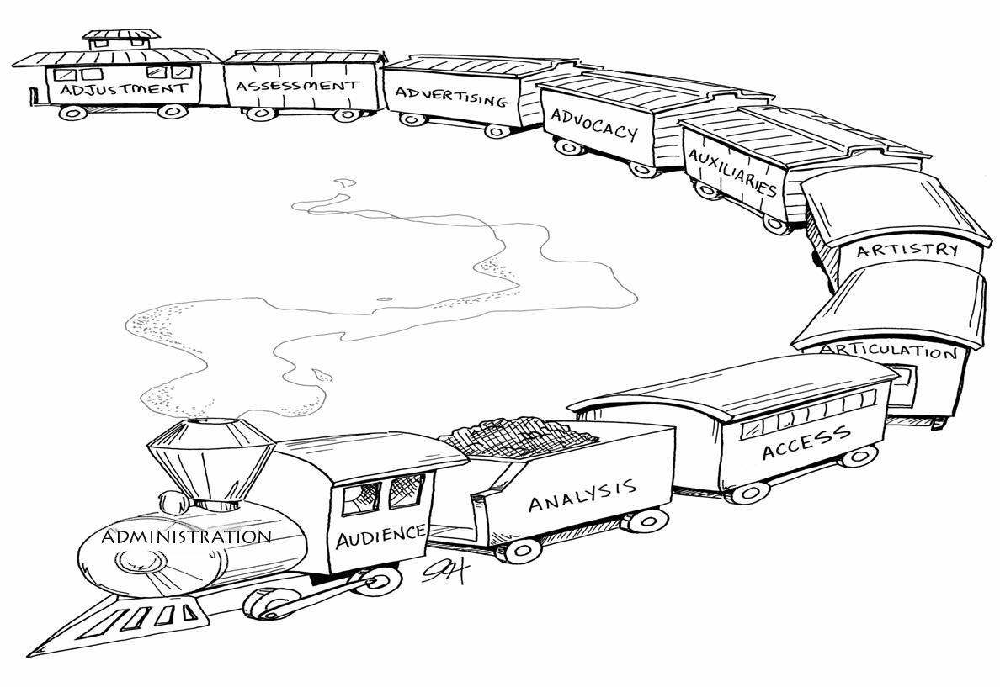 ADJUSTMENT
ASSESSMENT
ADVERTISING
ADVOCACY
AUXILIARIES
ARTISTRY
ARTICULATION
ACCESS
ANALYSIS
AUDIENCE
ADMINISTRATION